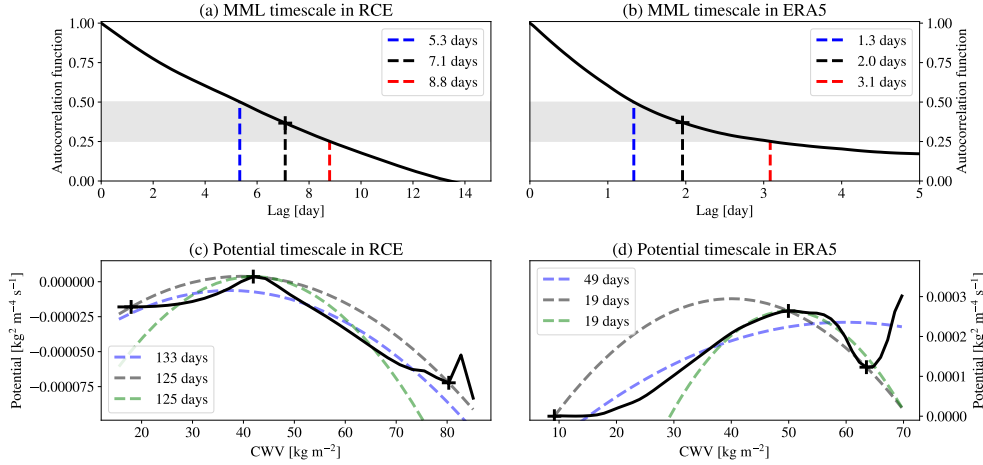 (a) MML timescale in RCE
(b) MML timescale in ERA5
Autocorrelation function
1.00
0.75
0.50
0.25
0.00
5.3 days
7.1 days
8.8 days
0 2 4 6 8 10 12 14
Lag [day]
1.3 days
2.0 days
3.1 days
1.00
0.75
0.50
0.25
0.00
Autocorrelation function
0 1 2 3 4 5
Lag [day]
(c) Potential timescale in RCE
(d) Potential timescale in ERA5
Potential [kg² m⁻⁴ s⁻¹]
0.000000
−0.000025
−0.000050
−0.000075
133 days
125 days
125 days
20 30 40 50 60 70 80
CWV [kg m⁻²]
49 days
19 days
19 days
0.0003
0.0002
0.0001
0.0000
Potential [kg² m⁻⁴ s⁻¹]
10 20 30 40 50 60 70
CWV [kg m⁻²]